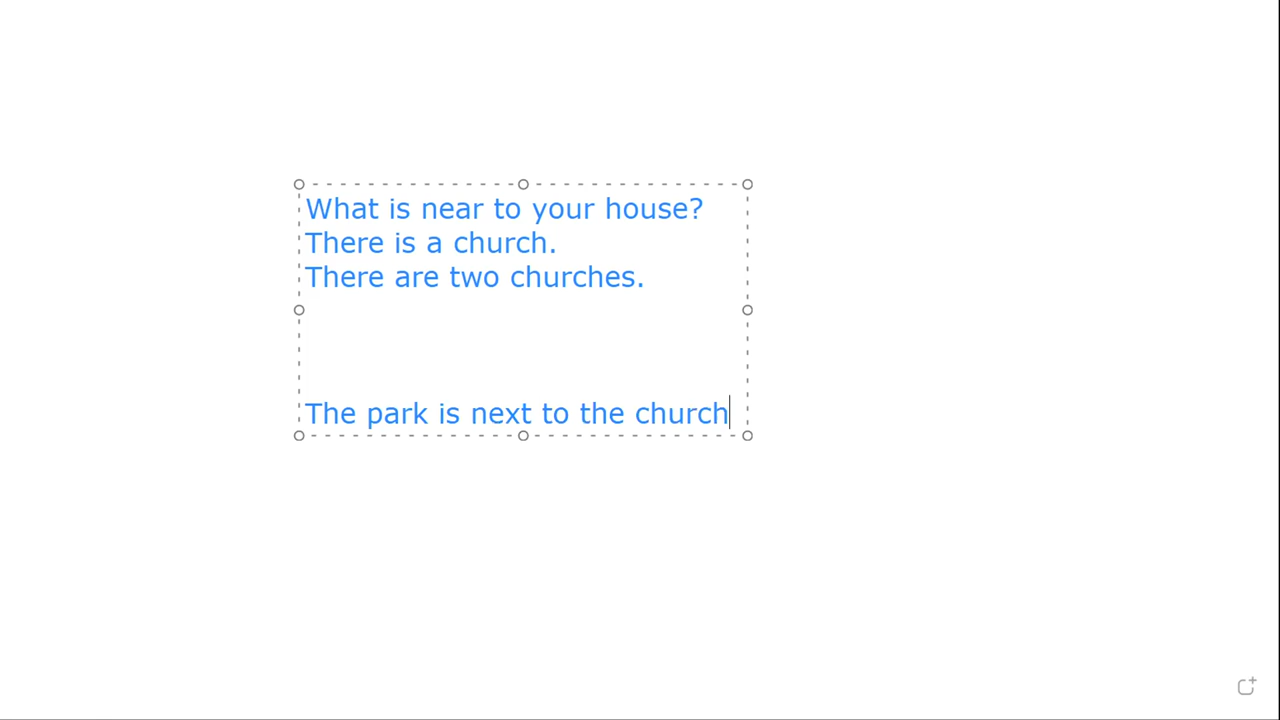 What is near to your house?
There is a church.
There are two churches.
The park is next to the church